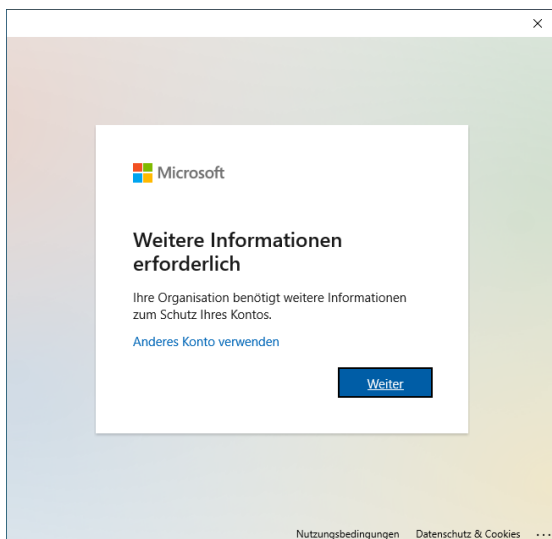 Microsoft
Weitere Informationen
erforderlich
Ihre Organisation benötigt weitere Informationen
zum Schutz Ihres Kontos.
Anderes Konto verwenden
Weiter
Nutzungsbedingungen Datenschutz & Cookies ...